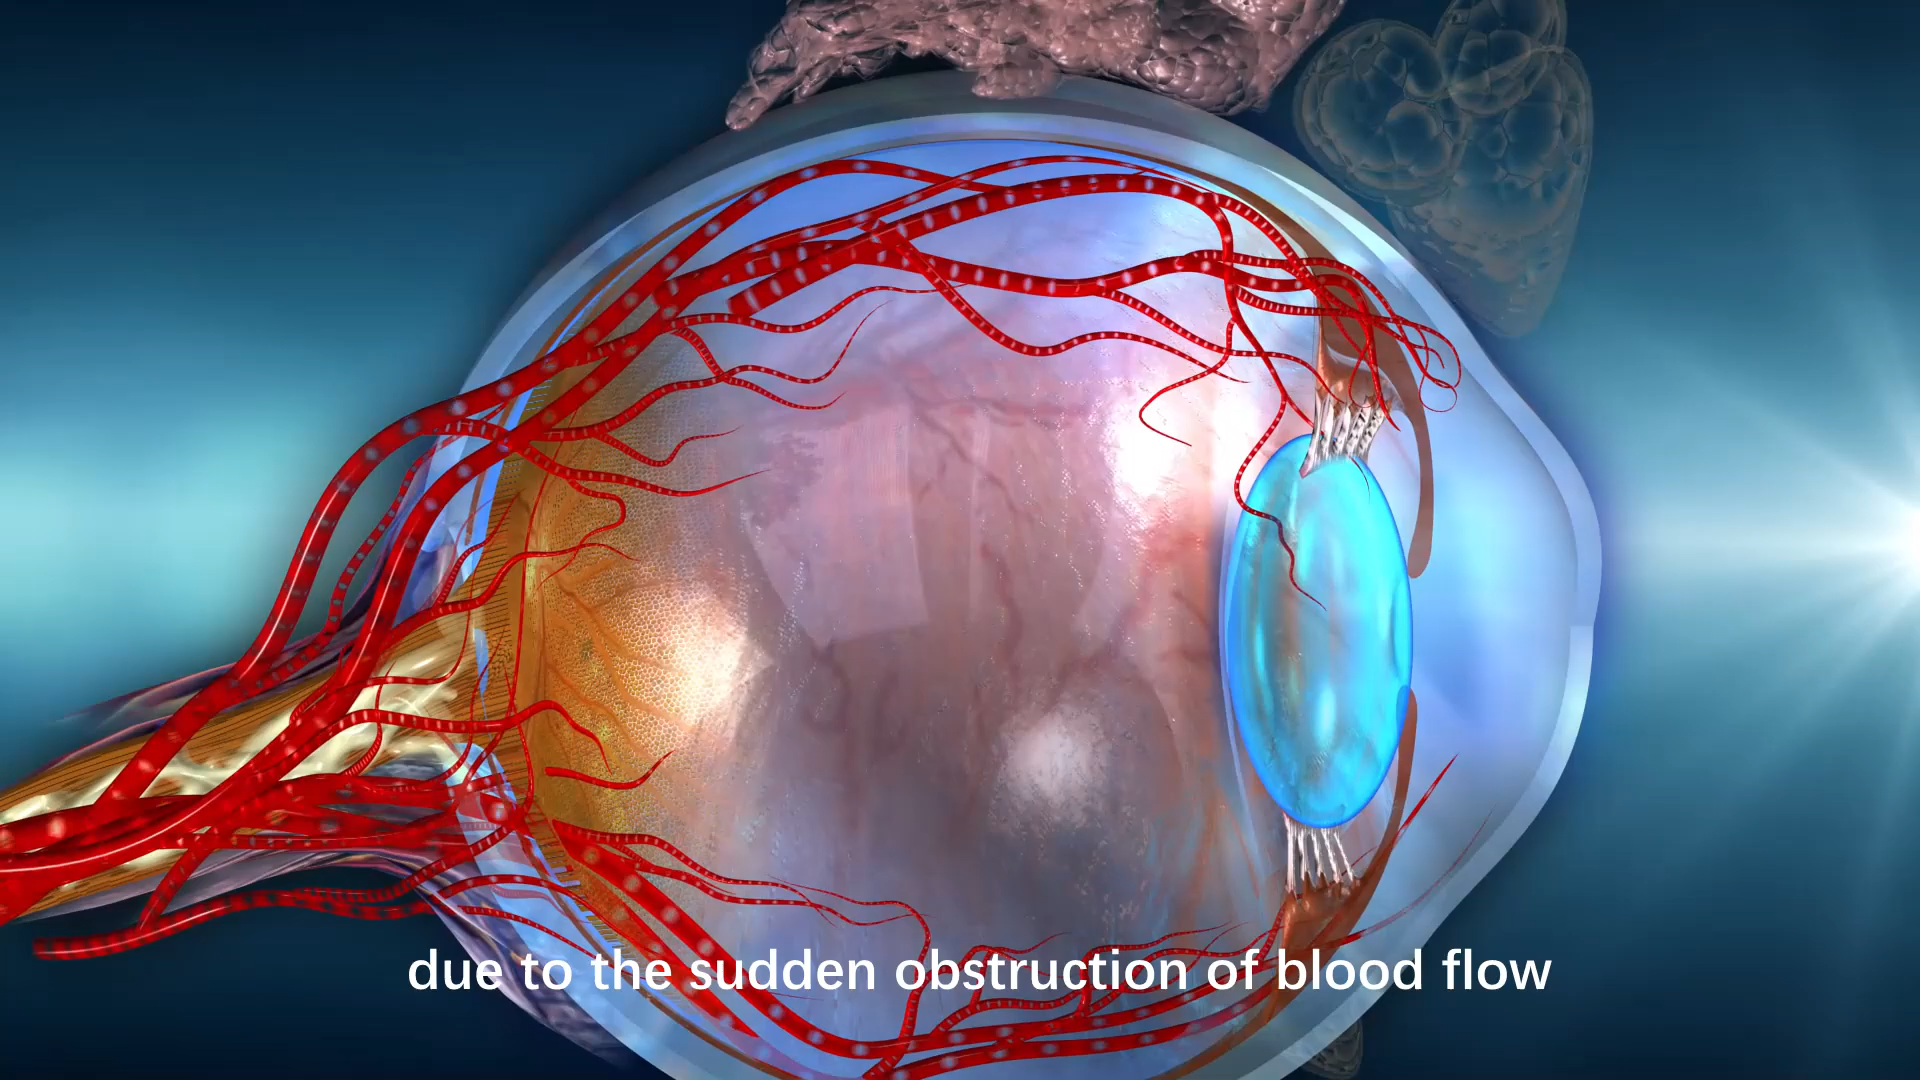 due to the sudden obstruction of blood flow